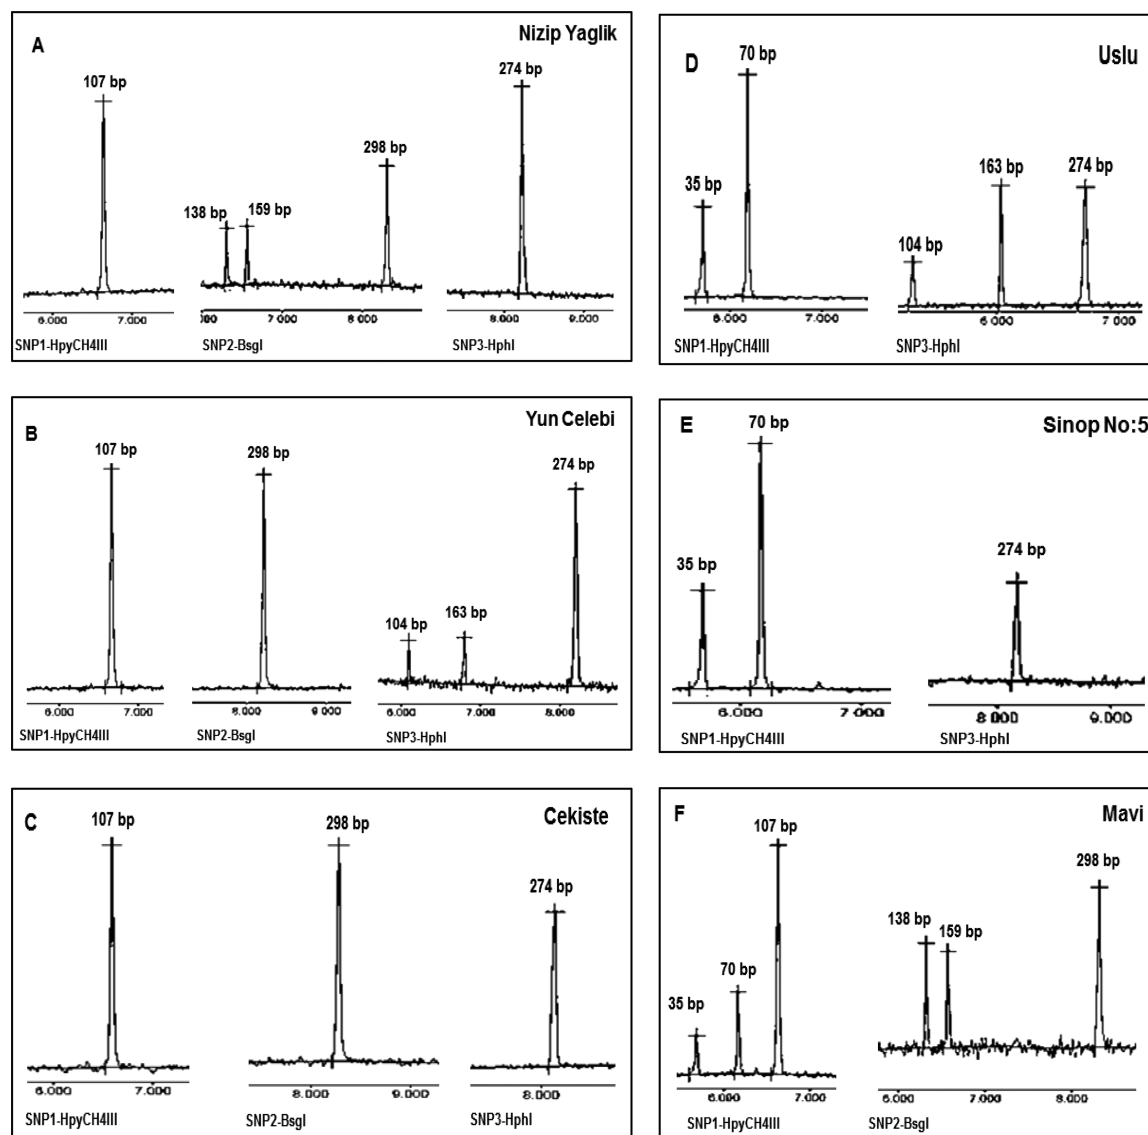 A
Nizip Yaglik
107 bp
138 bp
159 bp
298 bp
274 bp
6.000 7.000
000 7.000 8.000
8.000 9.000
SNP1-HpyCH4III
SNP2-BsgI
SNP3-HphI
D
Uslu
35 bp
70 bp
104 bp
163 bp
274 bp
6.000 7.000
6.000 7.000
SNP1-HpyCH4III
SNP3-HphI
B
Yun Celebi
107 bp
298 bp
104 bp
163 bp
274 bp
6.000 7.000
8.000 9.000
6.000 7.000 8.000
SNP1-HpyCH4III
SNP2-BsgI
SNP3-HphI
E
Sinop No:5
35 bp
70 bp
274 bp
6.000 7.000
8.000 9.000
SNP1-HpyCH4III
SNP3-HphI
C
Cekiste
107 bp
298 bp
274 bp
6.000 7.000
8.000 9.000
8.000
SNP1-HpyCH4III
SNP2-BsgI
SNP3-HphI
F
Mavi
35 bp
70 bp
107 bp
138 bp
159 bp
298 bp
6.000 7.000
6.000 7.000 8.000
SNP1-HpyCH4III
SNP2-BsgI